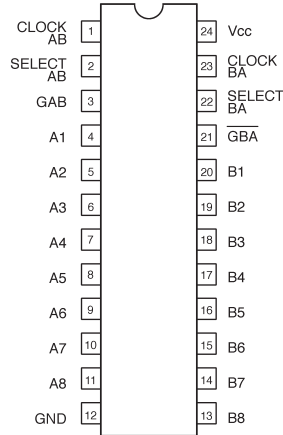 CLOCK
AB 1 24 Vcc
SELECT
AB 2 23 CLOCK
BA
GAB 3 22 SELECT
BA
A1 4 21 G̅B̅A̅
A2 5 20 B1
A3 6 19 B2
A4 7 18 B3
A5 8 17 B4
A6 9 16 B5
A7 10 15 B6
A8 11 14 B7
GND 12 13 B8